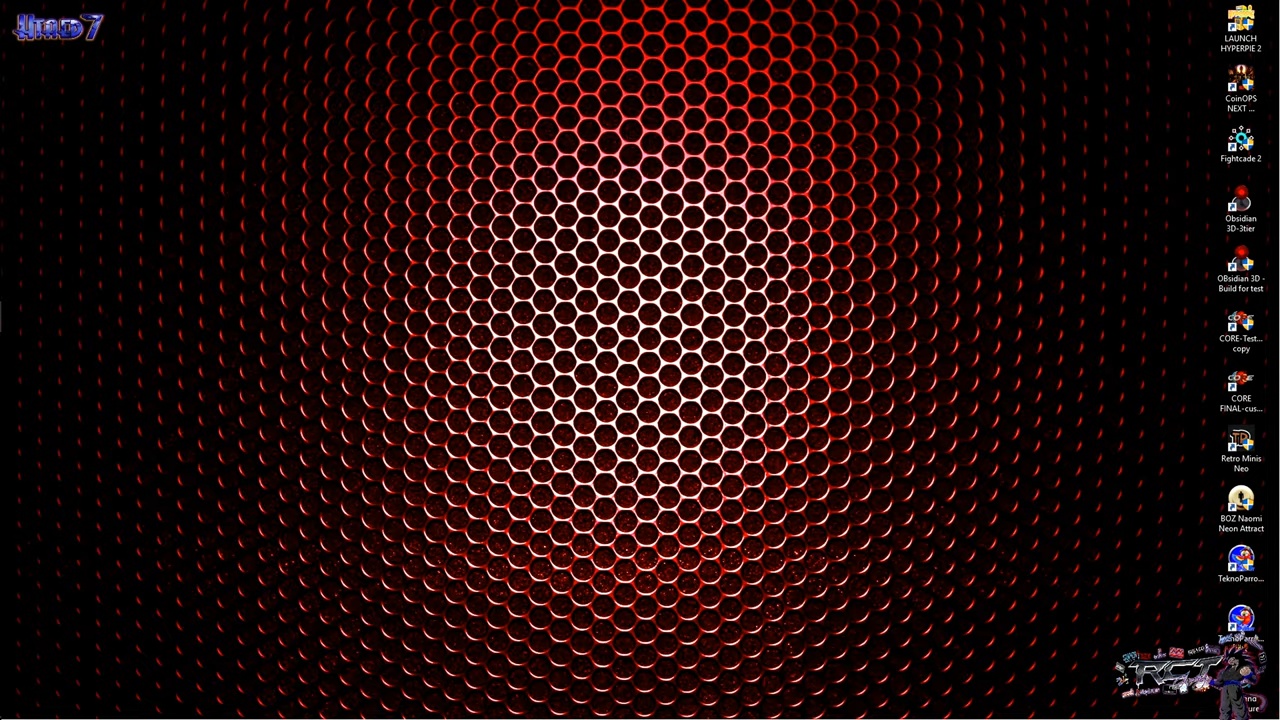 LAUNCH
HYPERPIE 2
CoinOPS
NEXT ...
Fightcade 2
Obsidian
3D-3tier
OBsidian 3D -
Build for test
CORE-Test...
copy
CORE
FINAL-cus...
Retro Minis
Neo
BOZ Naomi
Neon Attract
TeknoParro...
RGT